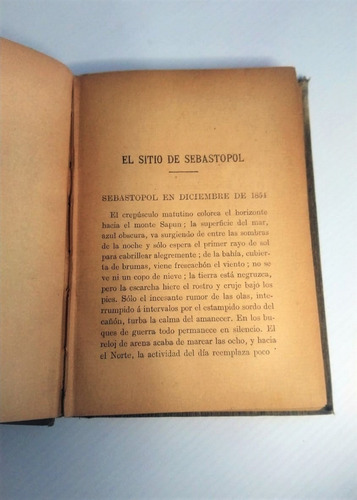 EL SITIO DE SEBASTOPOL
SEBASTOPOL EN DICIEMBRE DE 1854
El crepúsculo matutino colorea el horizonte
hacia el monte Sapun; la superficie del mar,
azul obscura, va surgiendo de entre las sombras
de la noche y sólo espera el primer rayo de sol
para cabrillear alegremente; de la bahía, cubierta
de brumas, viene frescachón el viento; no se
ve ni un copo de nieve; la tierra está negruzca,
pero la escarcha hiere el rostro y cruje bajo los
pies. Sólo el incesante rumor de las olas, inte-
rrumpido á intervalos por el estampido sordo del
cañón, turba la calma del amanecer. En los bu-
ques de guerra todo permanece en silencio. El
reloj de arena acaba de marcar las ocho, y hacia
el Norte, la actividad del día reemplaza poco